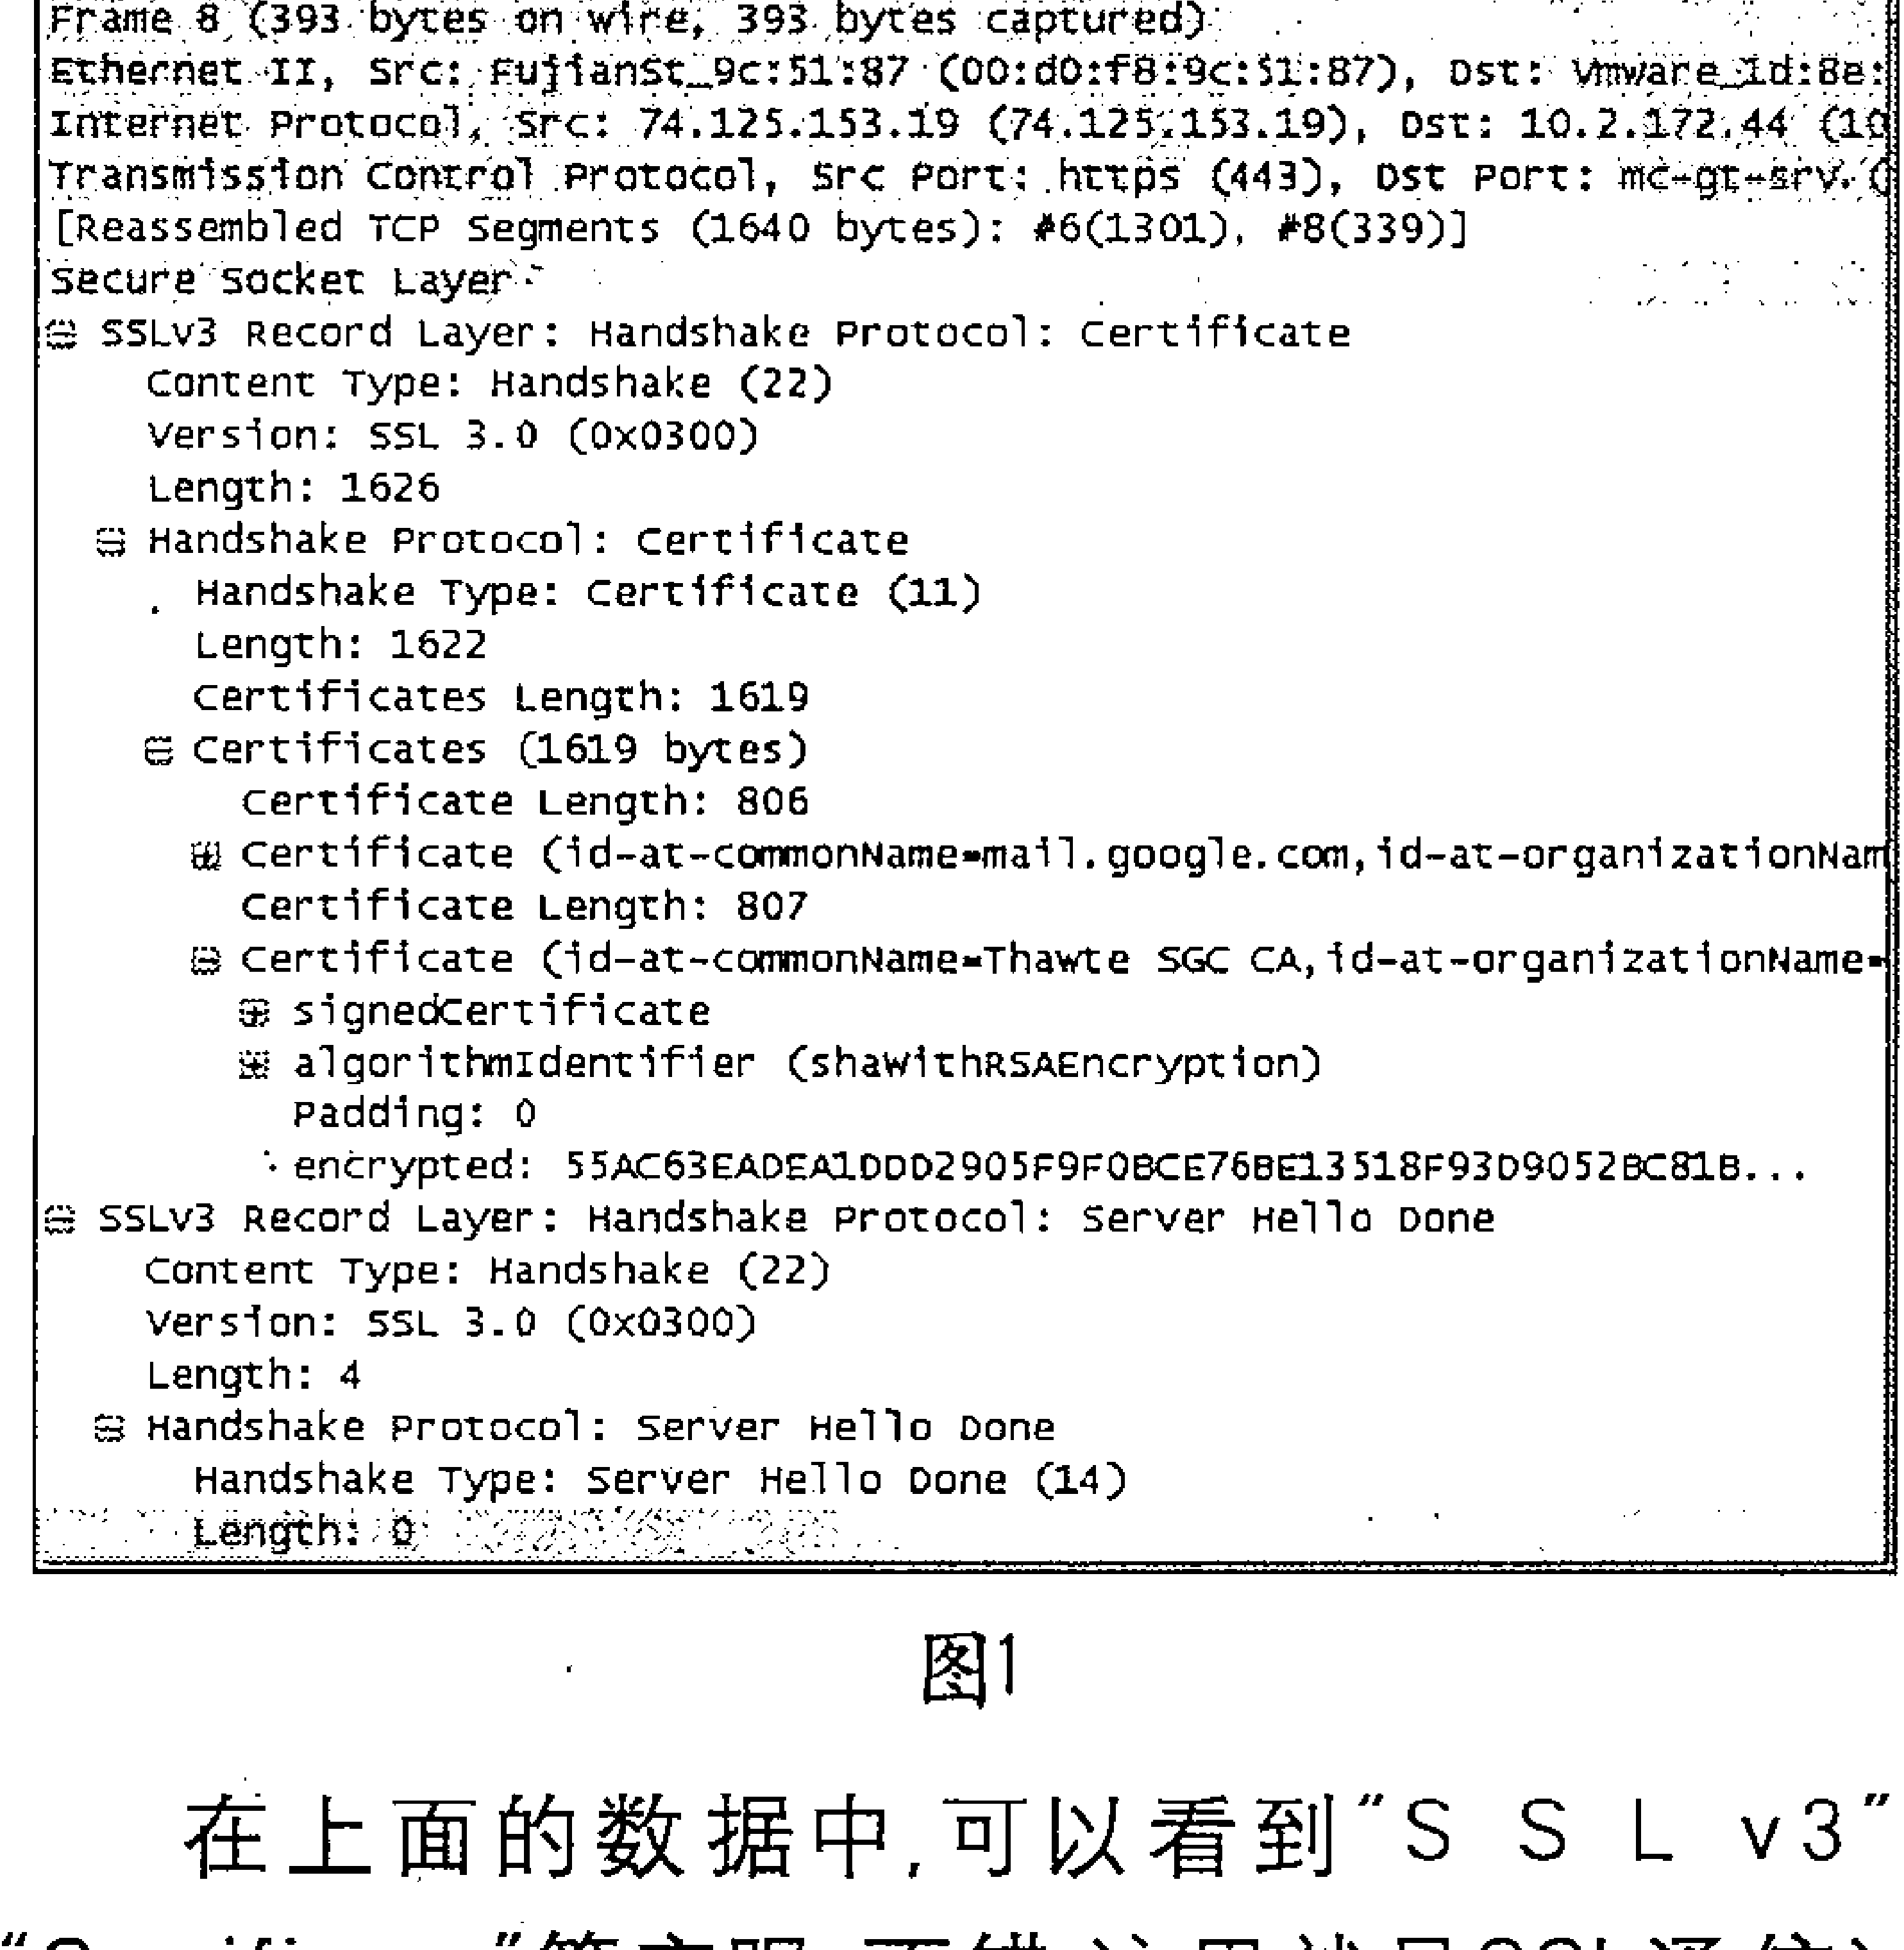 Frame 8 (393 bytes on wire, 393 bytes captured)
Ethernet II, Src: FujianSt_9c:51:87 (00:d0:f8:9c:51:87), Dst: Vmware_1d:8e:
Internet Protocol, Src: 74.125.153.19 (74.125.153.19), Dst: 10.2.172.44 (10
Transmission Control Protocol, Src Port: https (443), Dst Port: mc-gt-srv (
[Reassembled TCP Segments (1640 bytes): #6(1301), #8(339)]
Secure Socket Layer
SSLv3 Record Layer: Handshake Protocol: Certificate
Content Type: Handshake (22)
Version: SSL 3.0 (0x0300)
Length: 1626
Handshake Protocol: Certificate
Handshake Type: Certificate (11)
Length: 1622
Certificates Length: 1619
Certificates (1619 bytes)
Certificate Length: 806
Certificate (id-at-commonName=mail.google.com,id-at-organizationNam
Certificate Length: 807
Certificate (id-at-commonName=Thawte SGC CA,id-at-organizationName=
signedCertificate
algorithmIdentifier (shaWithRSAEncryption)
Padding: 0
encrypted: 55AC63EADEA1DDD2905F9F0BCE76BE13518F93D9052BC81B...
SSLv3 Record Layer: Handshake Protocol: Server Hello Done
Content Type: Handshake (22)
Version: SSL 3.0 (0x0300)
Length: 4
Handshake Protocol: Server Hello Done
Handshake Type: Server Hello Done (14)
Length: 0
图1
在上面的数据中,可以看到“SSLv3”